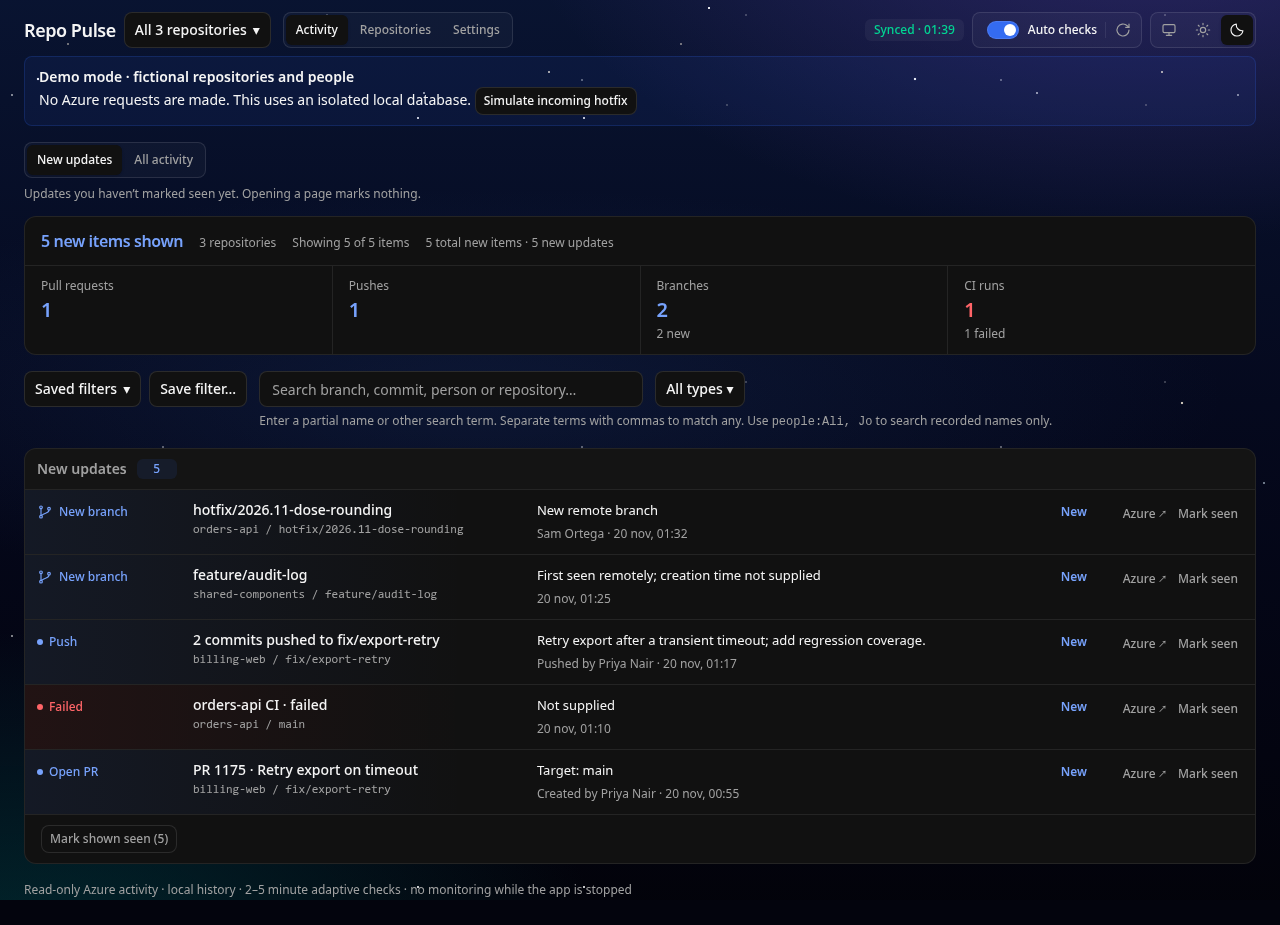 Repo Pulse
All 3 repositories ▾
Activity
Repositories
Settings
Synced · 01:39
Auto checks
Demo mode · fictional repositories and people
No Azure requests are made. This uses an isolated local database.
Simulate incoming hotfix
New updates
All activity
Updates you haven’t marked seen yet. Opening a page marks nothing.
5 new items shown
3 repositories
Showing 5 of 5 items
5 total new items · 5 new updates
Pull requests
1
Pushes
1
Branches
2
2 new
CI runs
1
1 failed
Saved filters ▾
Save filter…
Search branch, commit, person or repository…
All types ▾
Enter a partial name or other search term. Separate terms with commas to match any. Use people:Ali, Jo to search recorded names only.
New updates
5
New branch
hotfix/2026.11-dose-rounding
orders-api / hotfix/2026.11-dose-rounding
New remote branch
Sam Ortega · 20 nov, 01:32
New
Azure ↗
Mark seen
New branch
feature/audit-log
shared-components / feature/audit-log
First seen remotely; creation time not supplied
20 nov, 01:25
New
Azure ↗
Mark seen
Push
2 commits pushed to fix/export-retry
billing-web / fix/export-retry
Retry export after a transient timeout; add regression coverage.
Pushed by Priya Nair · 20 nov, 01:17
New
Azure ↗
Mark seen
Failed
orders-api CI · failed
orders-api / main
Not supplied
20 nov, 01:10
New
Azure ↗
Mark seen
Open PR
PR 1175 · Retry export on timeout
billing-web / fix/export-retry
Target: main
Created by Priya Nair · 20 nov, 00:55
New
Azure ↗
Mark seen
Mark shown seen (5)
Read-only Azure activity · local history · 2–5 minute adaptive checks · no monitoring while the app is stopped